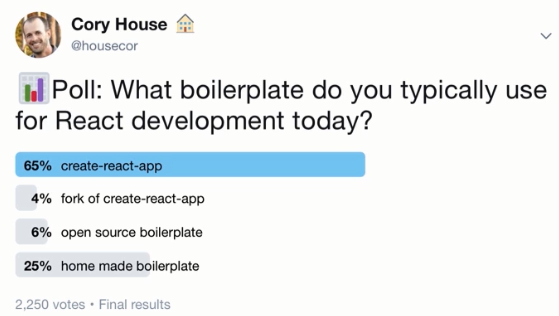 Cory House 🏠
@housecor
📊Poll: What boilerplate do you typically use
for React development today?
65% create-react-app
4% fork of create-react-app
6% open source boilerplate
25% home made boilerplate
2,250 votes • Final results